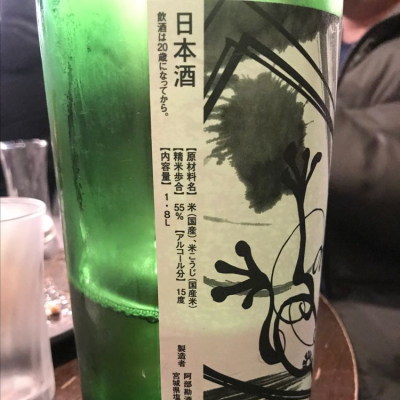 日本酒
飲酒は20歳になってから。
【原材料名】米(国産)、米こうじ(国産米)
【精米歩合】55%【アルコール分】15度
【内容量】1・8L
製造者 阿部勘酒
宮城県塩